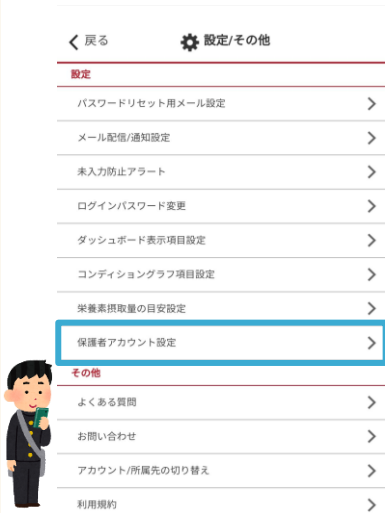 戻る
設定/その他
設定
パスワードリセット用メール設定
メール配信/通知設定
未入力防止アラート
ログインパスワード変更
ダッシュボード表示項目設定
コンディショングラフ項目設定
栄養素摂取量の目安設定
保護者アカウント設定
その他
よくある質問
お問い合わせ
アカウント/所属先の切り替え
利用規約